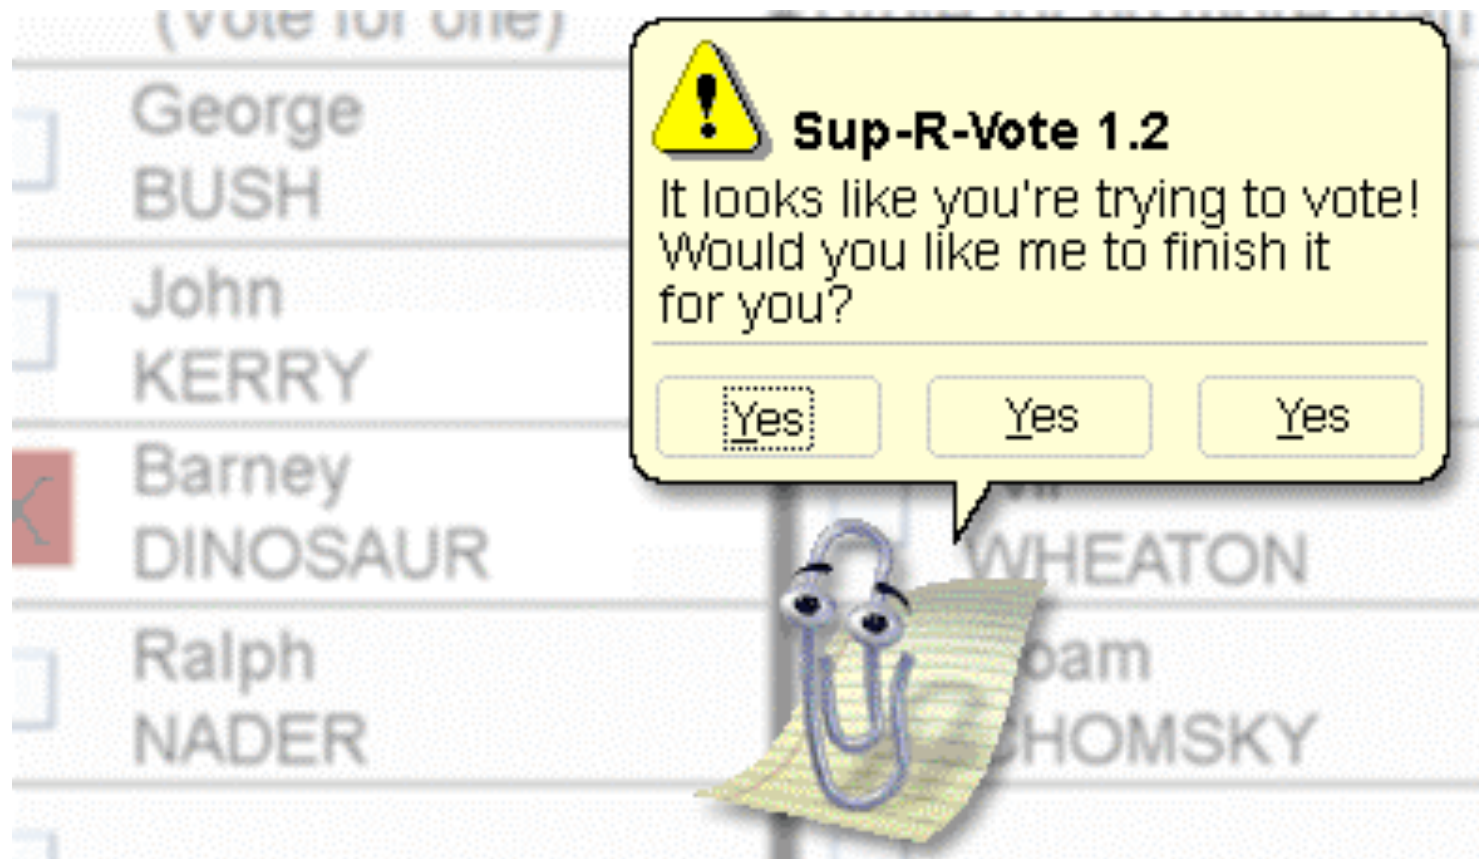 (Vote for one)
George
BUSH
John
KERRY
Barney
DINOSAUR
Ralph
NADER
Sup-R-Vote 1.2
It looks like you're trying to vote!
Would you like me to finish it
for you?
Yes Yes Yes
WHEATON
CHOMSKY